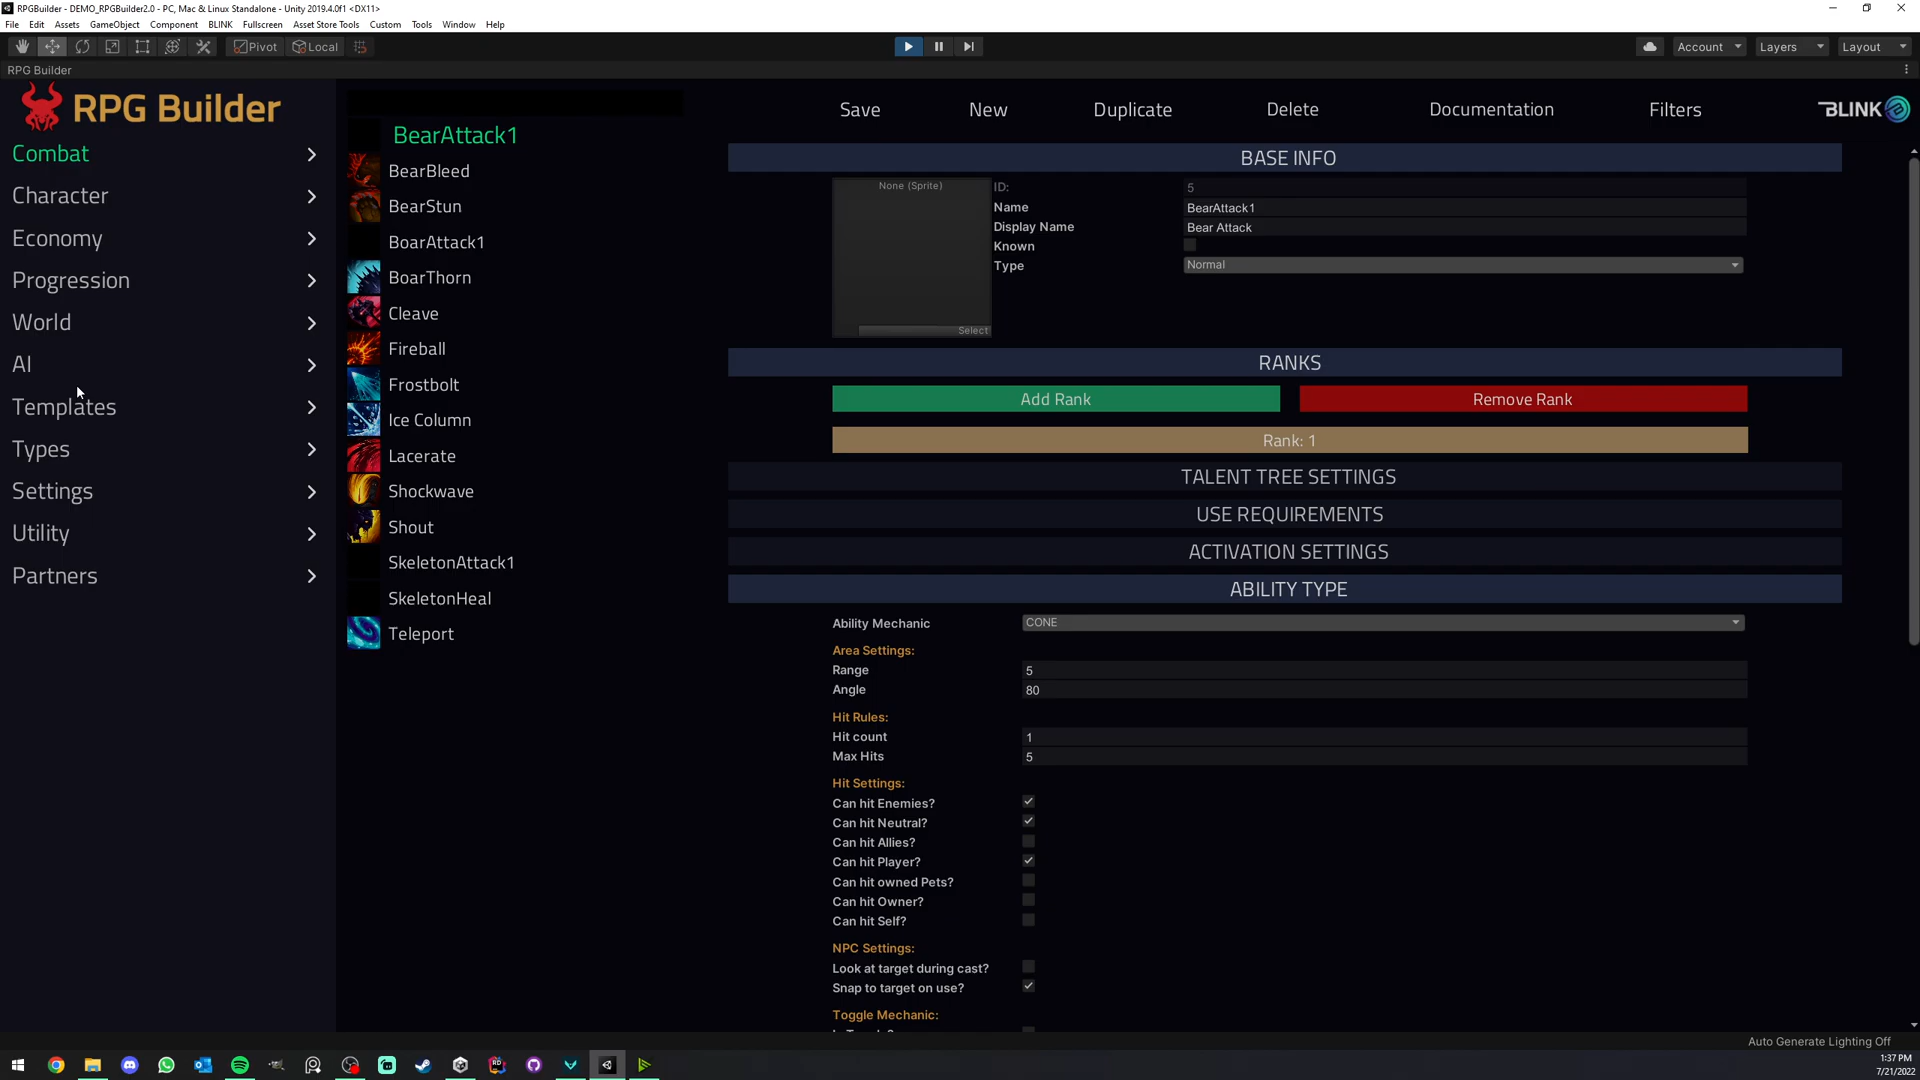 RPGBuilder - DEMO_RPGBuilder2.0 - PC, Mac & Linux Standalone - Unity 2019.4.0f1 <DX11>
File Edit Assets GameObject Component BLINK Fullscreen Asset Store Tools Custom Tools Window Help
Pivot Local Account Layers Layout
RPG Builder
RPG Builder
Save New Duplicate Delete Documentation Filters BLINK
Combat
Character
Economy
Progression
World
AI
Templates
Types
Settings
Utility
Partners
BearAttack1
BearBleed
BearStun
BoarAttack1
BoarThorn
Cleave
Fireball
Frostbolt
Ice Column
Lacerate
Shockwave
Shout
SkeletonAttack1
SkeletonHeal
Teleport
BASE INFO
None (Sprite)
Select
ID: 5
Name BearAttack1
Display Name Bear Attack
Known
Type Normal
RANKS
Add Rank Remove Rank
Rank: 1
TALENT TREE SETTINGS
USE REQUIREMENTS
ACTIVATION SETTINGS
ABILITY TYPE
Ability Mechanic CONE
Area Settings:
Range 5
Angle 80
Hit Rules:
Hit count 1
Max Hits 5
Hit Settings:
Can hit Enemies?
Can hit Neutral?
Can hit Allies?
Can hit Player?
Can hit owned Pets?
Can hit Owner?
Can hit Self?
NPC Settings:
Look at target during cast?
Snap to target on use?
Toggle Mechanic:
Auto Generate Lighting Off
1:37 PM
7/21/2022